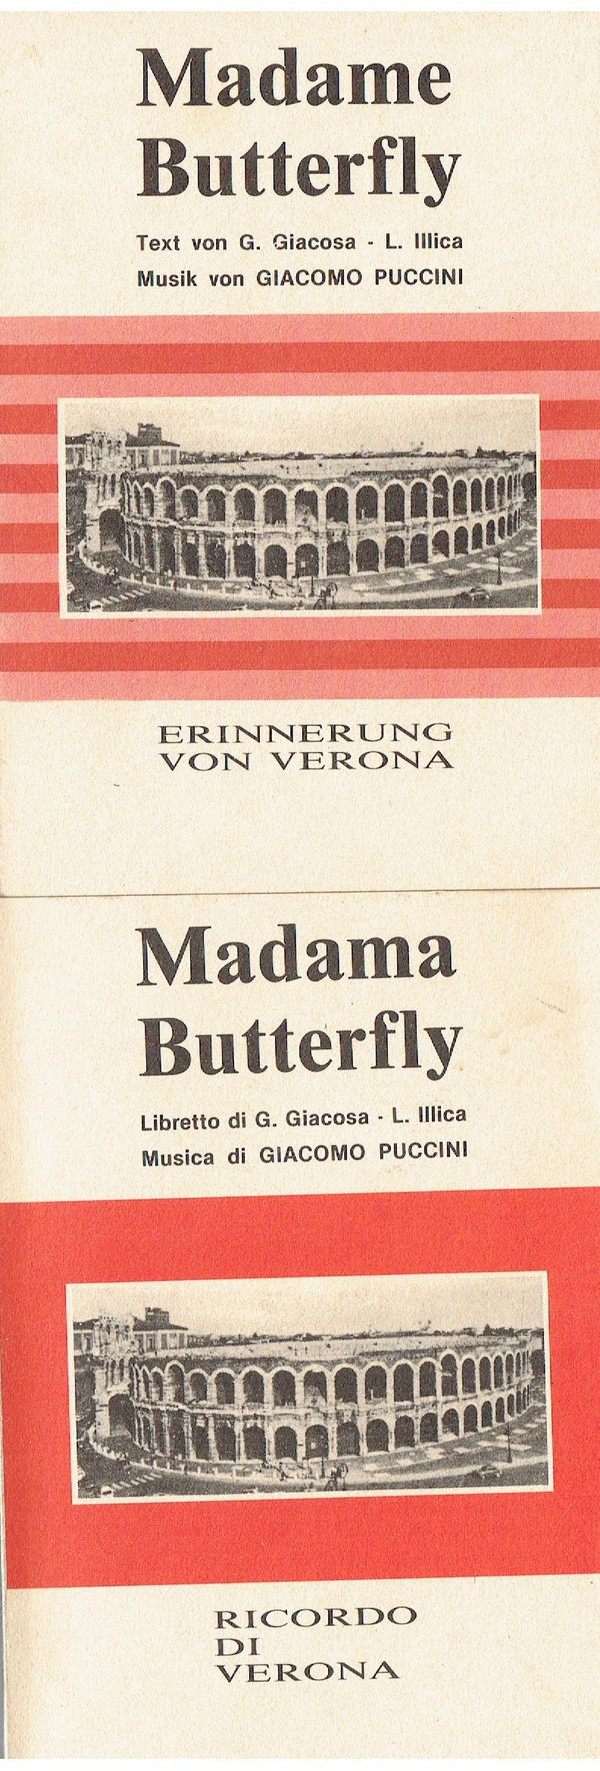 Madame
Butterfly
Text von G. Giacosa - L. Illica
Musik von GIACOMO PUCCINI
ERINNERUNG
VON VERONA
Madama
Butterfly
Libretto di G. Giacosa - L. Illica
Musica di GIACOMO PUCCINI
RICORDO
DI
VERONA